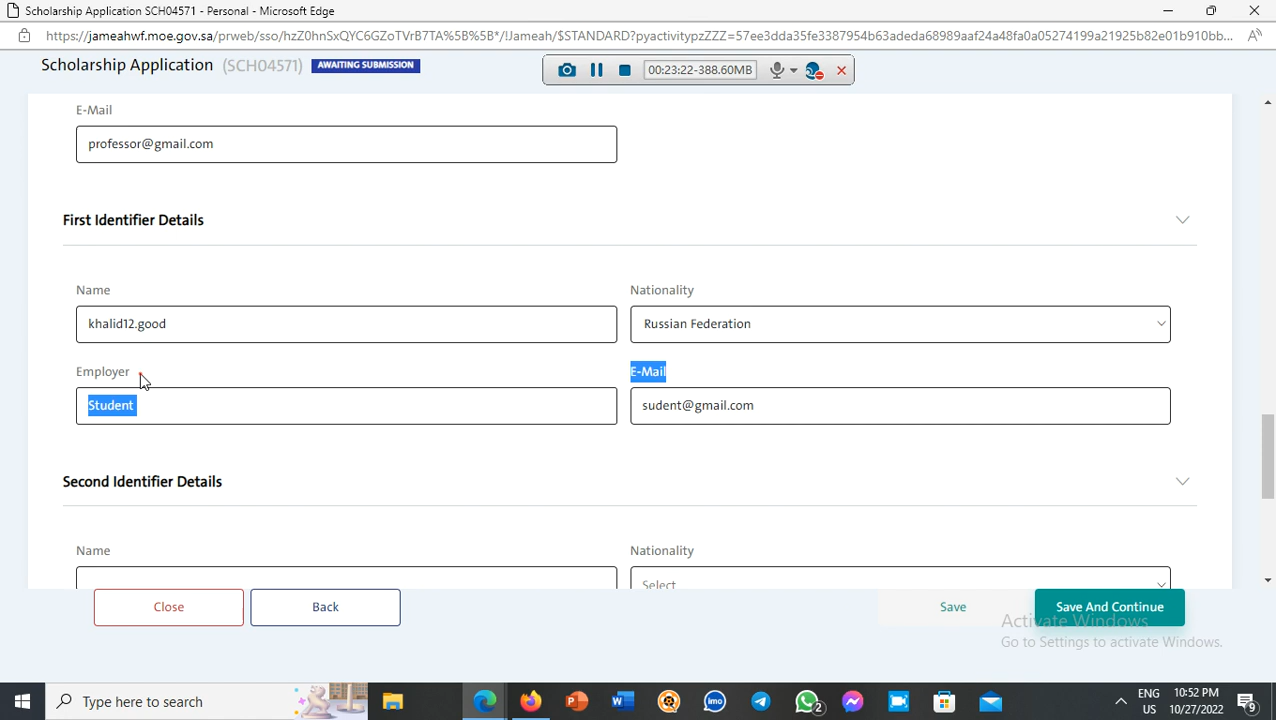 Scholarship Application SCH04571 - Personal - Microsoft Edge
https://jameahwf.moe.gov.sa/prweb/sso/hzZ0hnSxQYC6GZoTVrB7TA%5B%5B*/!Jameah/$STANDARD?pyactivitypzZZZ=57ee3dda35fe3387954b63adeda68989aaf24a48fa0a05274199a21925b82e01b910bb...
Scholarship Application (SCH04571) AWAITING SUBMISSION
00:23:22-388.60MB
E-Mail
professor@gmail.com
First Identifier Details
Name Nationality
khalid12.good Russian Federation
Employer E-Mail
Student sudent@gmail.com
Second Identifier Details
Name Nationality
Select
Close Back Save Save And Continue
Activate Windows
Go to Settings to activate Windows.
Type here to search
ENG 10:52 PM
US 10/27/2022
2
9
imo